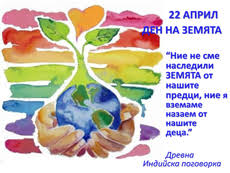 22 АПРИЛ
ДЕН НА ЗЕМЯТА
“Ние не сме
наследили
ЗЕМЯТА от
нашите
предци, ние я
вземаме
назаем от
нашите
деца.”
Древна
Индийска поговорка